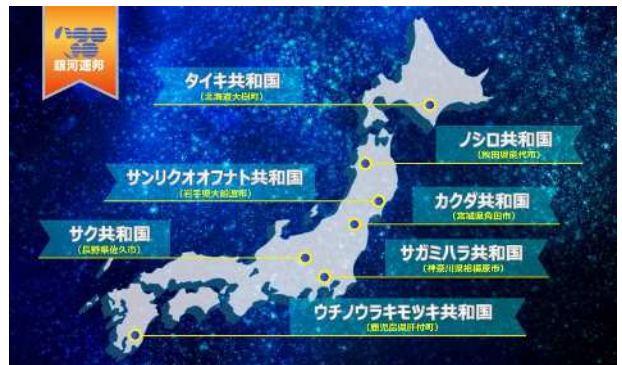 銀河連邦
タイキ共和国
(北海道大樹町)
ノシロ共和国
(秋田県能代市)
サンリクオオフナト共和国
(岩手県大船渡市)
カクダ共和国
(宮城県角田市)
サク共和国
(長野県佐久市)
サガミハラ共和国
(神奈川県相模原市)
ウチノウラキモツキ共和国
(鹿児島県肝付町)